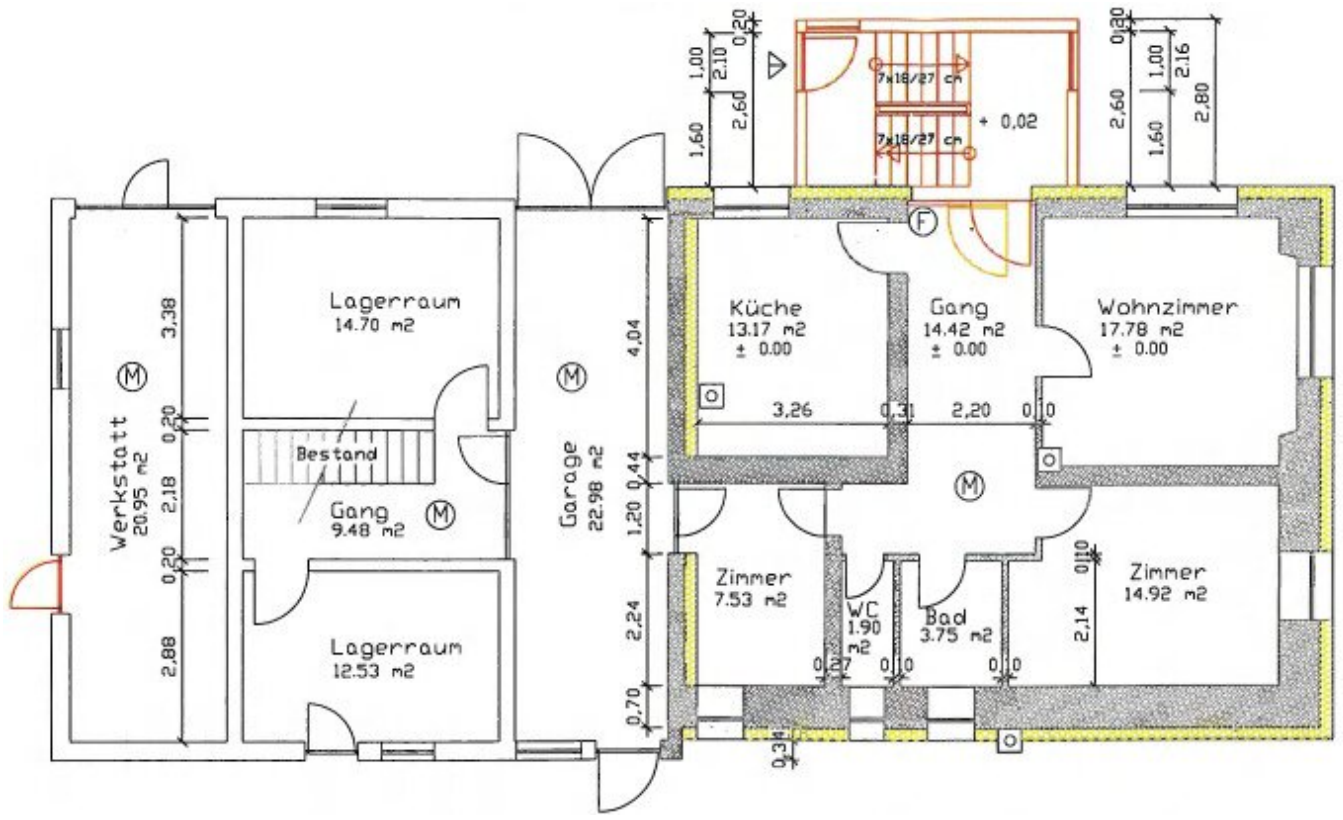 0,20
1,00
2.10
2,60
1,60
7x18/27 cm
7x18/27 cm
+ 0,02
0,20
1,00
2.16
2,60
1,60
2,80
F
Lagerraum
14.70 m2
Küche
13.17 m2
± 0.00
Gang
14.42 m2
± 0.00
Wohnzimmer
17.78 m2
± 0.00
3,38
4,04
M
M
0,20
3,26
0,31
2,20
0,10
Werkstatt
20.95 m2
Bestand
Garage
22.98 m2
0,44
2,18
Gang
9.48 m2
M
1,20
M
0,20
Zimmer
7.53 m2
WC
1.90
m2
Bad
3.75 m2
0,10
Zimmer
14.92 m2
2,14
2,24
2,88
Lagerraum
12.53 m2
0,27
0,10
0,10
0,70
0,34